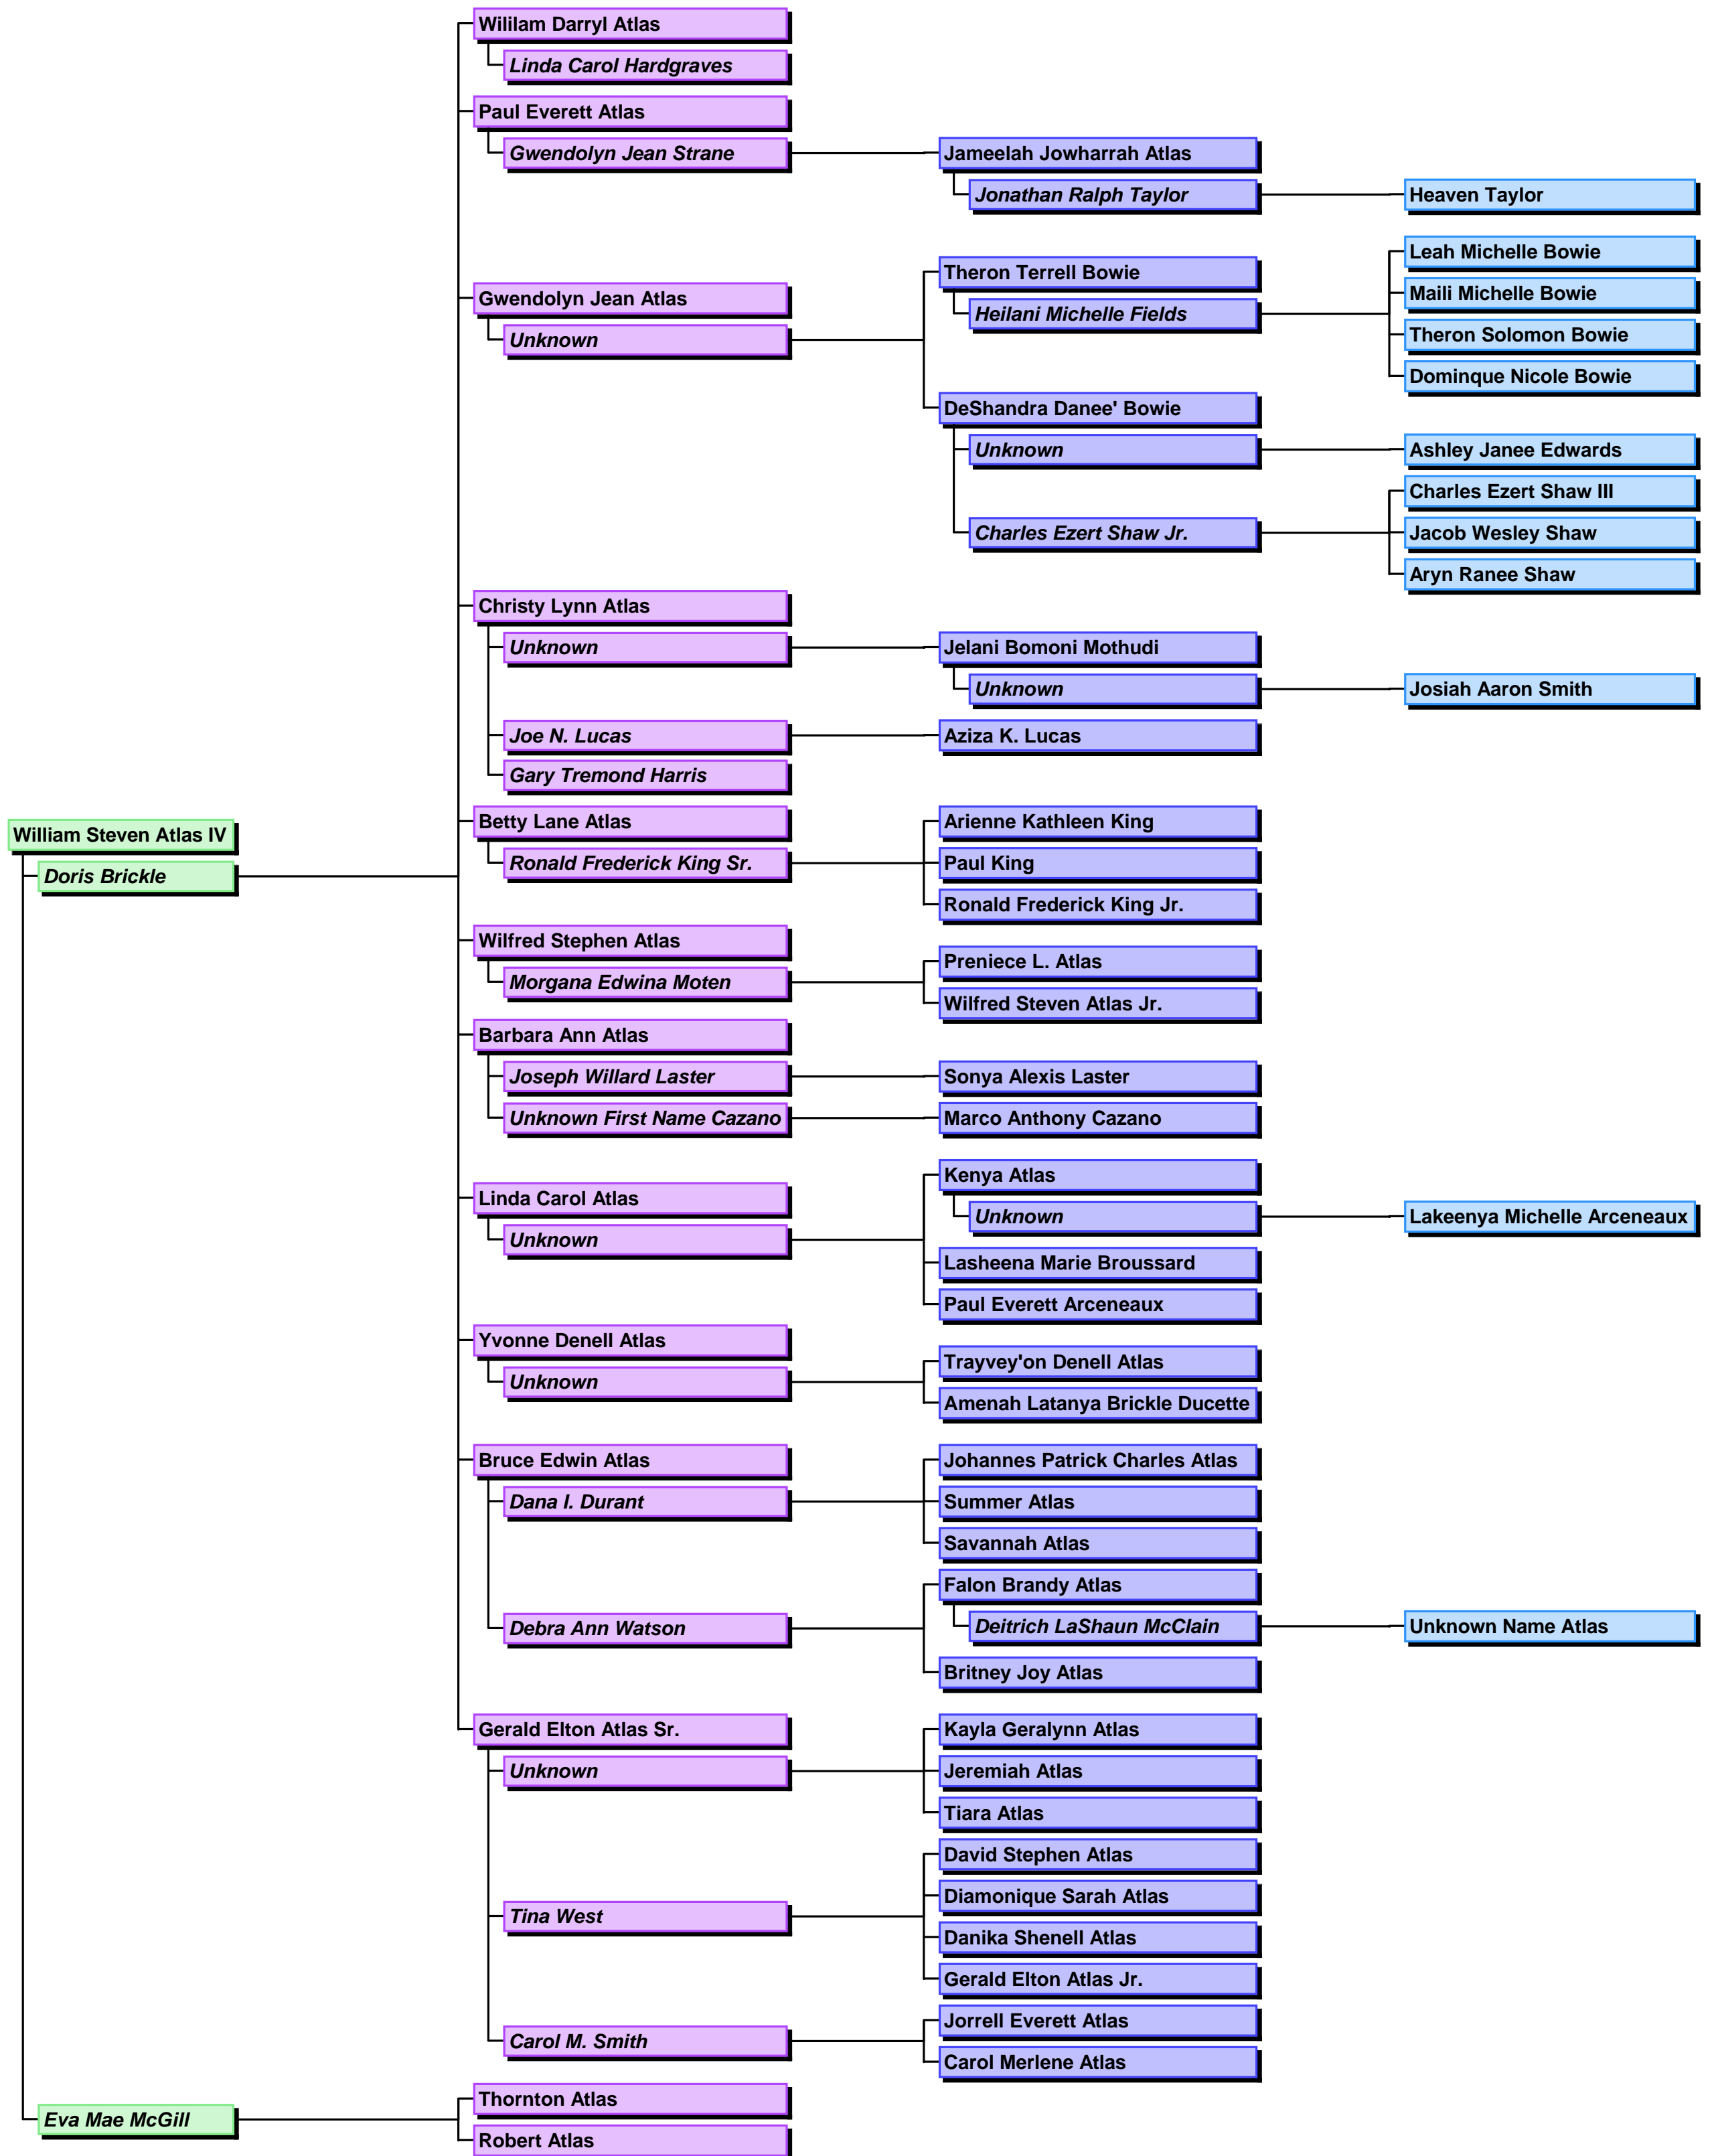 Wililam Darryl Atlas
Linda Carol Hardgraves
Paul Everett Atlas
Gwendolyn Jean Strane
Jameelah Jowharrah Atlas
Jonathan Ralph Taylor
Heaven Taylor
Gwendolyn Jean Atlas
Unknown
Theron Terrell Bowie
Heilani Michelle Fields
Leah Michelle Bowie
Maili Michelle Bowie
Theron Solomon Bowie
Dominque Nicole Bowie
DeShandra Danee' Bowie
Unknown
Ashley Janee Edwards
Charles Ezert Shaw Jr.
Charles Ezert Shaw III
Jacob Wesley Shaw
Aryn Ranee Shaw
Christy Lynn Atlas
Unknown
Jelani Bomoni Mothudi
Unknown
Josiah Aaron Smith
Joe N. Lucas
Aziza K. Lucas
Gary Tremond Harris
William Steven Atlas IV
Doris Brickle
Betty Lane Atlas
Ronald Frederick King Sr.
Arienne Kathleen King
Paul King
Ronald Frederick King Jr.
Wilfred Stephen Atlas
Morgana Edwina Moten
Preniece L. Atlas
Wilfred Steven Atlas Jr.
Barbara Ann Atlas
Joseph Willard Laster
Sonya Alexis Laster
Unknown First Name Cazano
Marco Anthony Cazano
Linda Carol Atlas
Unknown
Kenya Atlas
Unknown
Lakeenya Michelle Arceneaux
Lasheena Marie Broussard
Paul Everett Arceneaux
Yvonne Denell Atlas
Unknown
Trayvey'on Denell Atlas
Amenah Latanya Brickle Ducette
Bruce Edwin Atlas
Dana I. Durant
Johannes Patrick Charles Atlas
Summer Atlas
Savannah Atlas
Debra Ann Watson
Falon Brandy Atlas
Deitrich LaShaun McClain
Unknown Name Atlas
Britney Joy Atlas
Gerald Elton Atlas Sr.
Unknown
Kayla Geralynn Atlas
Jeremiah Atlas
Tiara Atlas
Tina West
David Stephen Atlas
Diamonique Sarah Atlas
Danika Shenell Atlas
Gerald Elton Atlas Jr.
Carol M. Smith
Jorrell Everett Atlas
Carol Merlene Atlas
Eva Mae McGill
Thornton Atlas
Robert Atlas